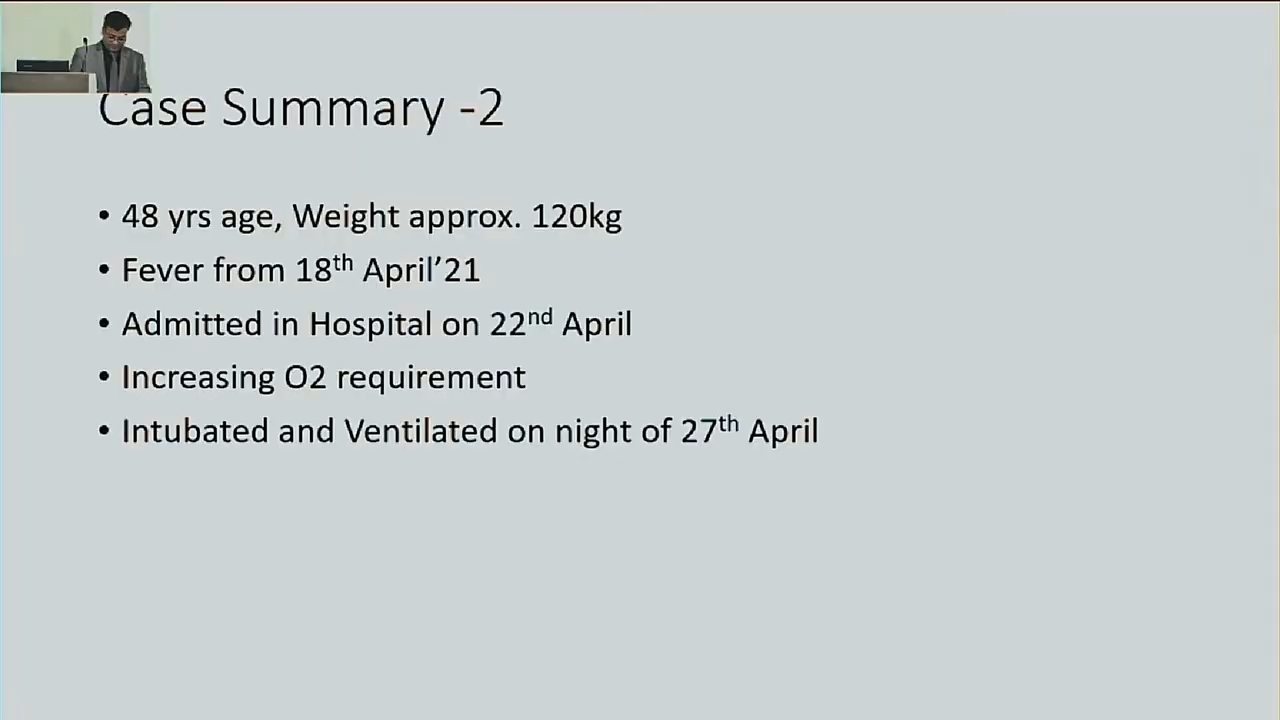 Case Summary -2
• 48 yrs age, Weight approx. 120kg
• Fever from 18th April’21
• Admitted in Hospital on 22nd April
• Increasing O2 requirement
• Intubated and Ventilated on night of 27th April